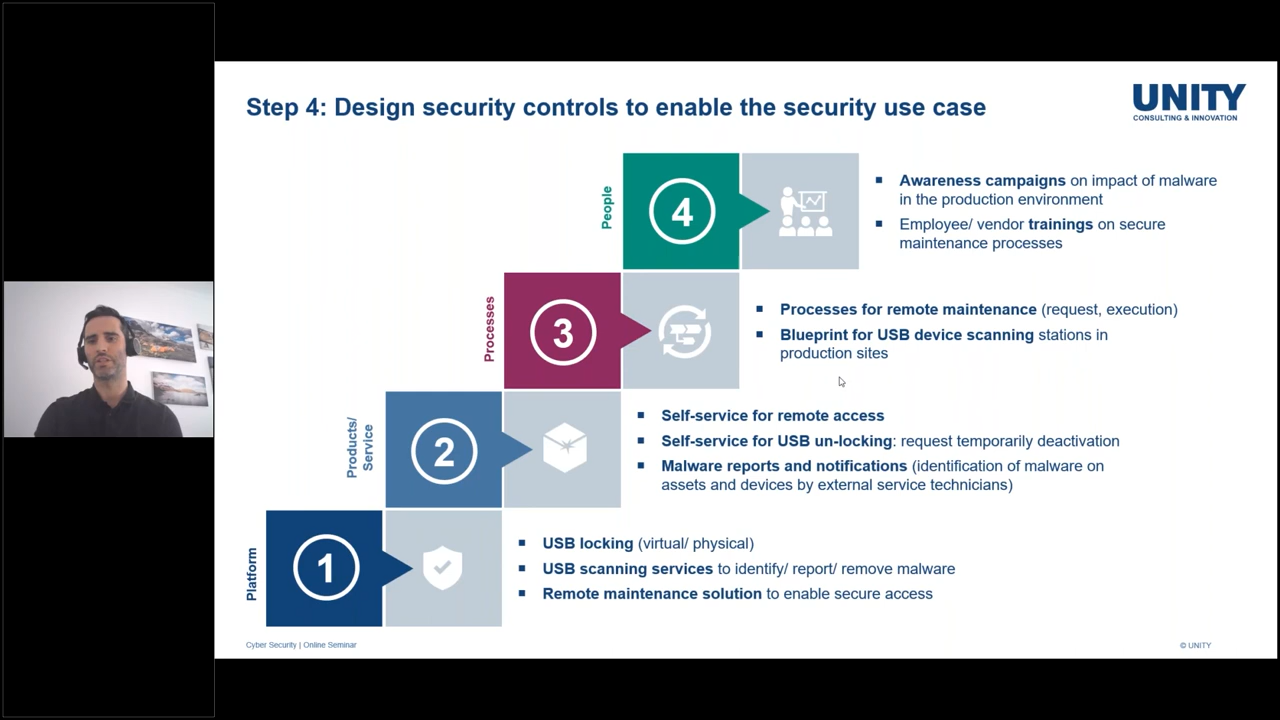 Step 4: Design security controls to enable the security use case
UNITY
CONSULTING & INNOVATION
People
4
▪ Awareness campaigns on impact of malware
in the production environment
▪ Employee/ vendor trainings on secure
maintenance processes
Processes
3
▪ Processes for remote maintenance (request, execution)
▪ Blueprint for USB device scanning stations in
production sites
Products/
Service
2
▪ Self-service for remote access
▪ Self-service for USB un-locking: request temporarily deactivation
▪ Malware reports and notifications (identification of malware on
assets and devices by external service technicians)
Platform
1
▪ USB locking (virtual/ physical)
▪ USB scanning services to identify/ report/ remove malware
▪ Remote maintenance solution to enable secure access
Cyber Security | Online Seminar
© UNITY